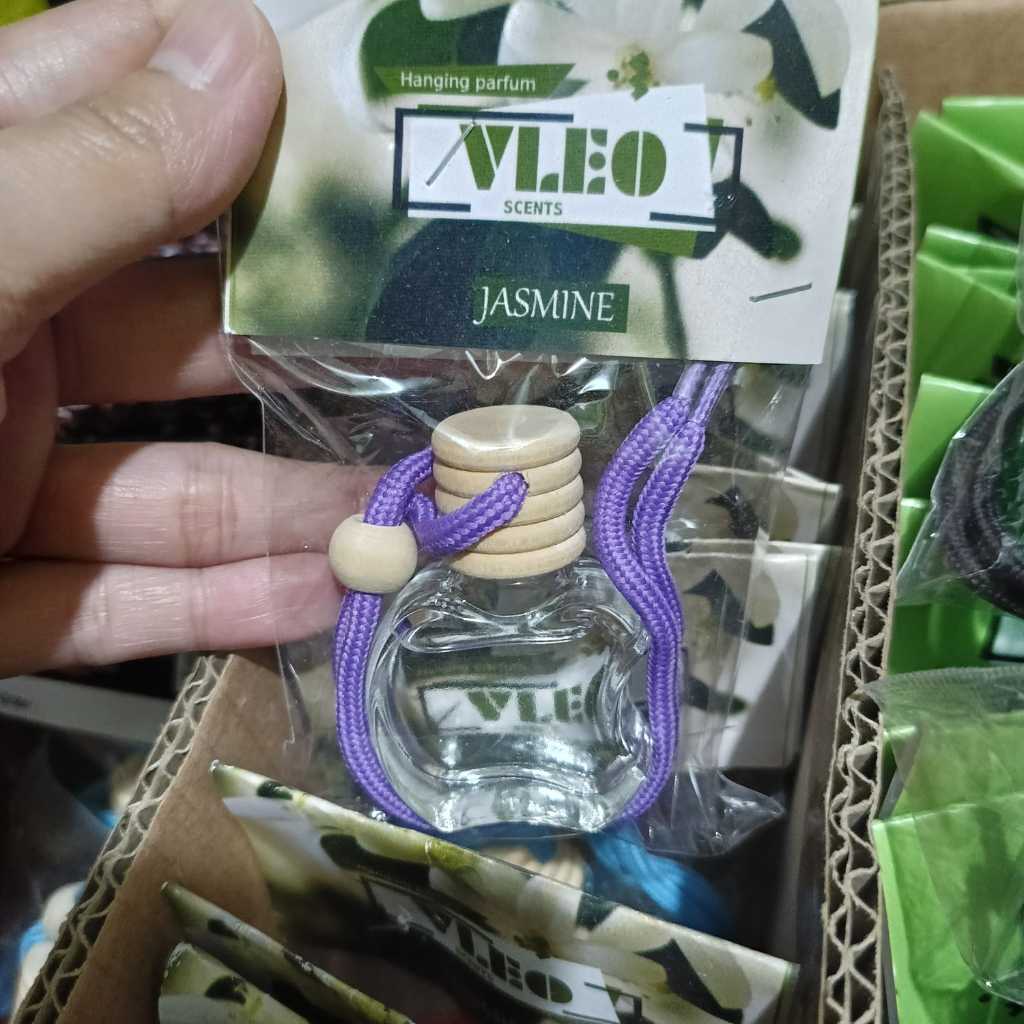 Hanging parfum
VLEO
SCENTS
JASMINE
VLEO
VLEO